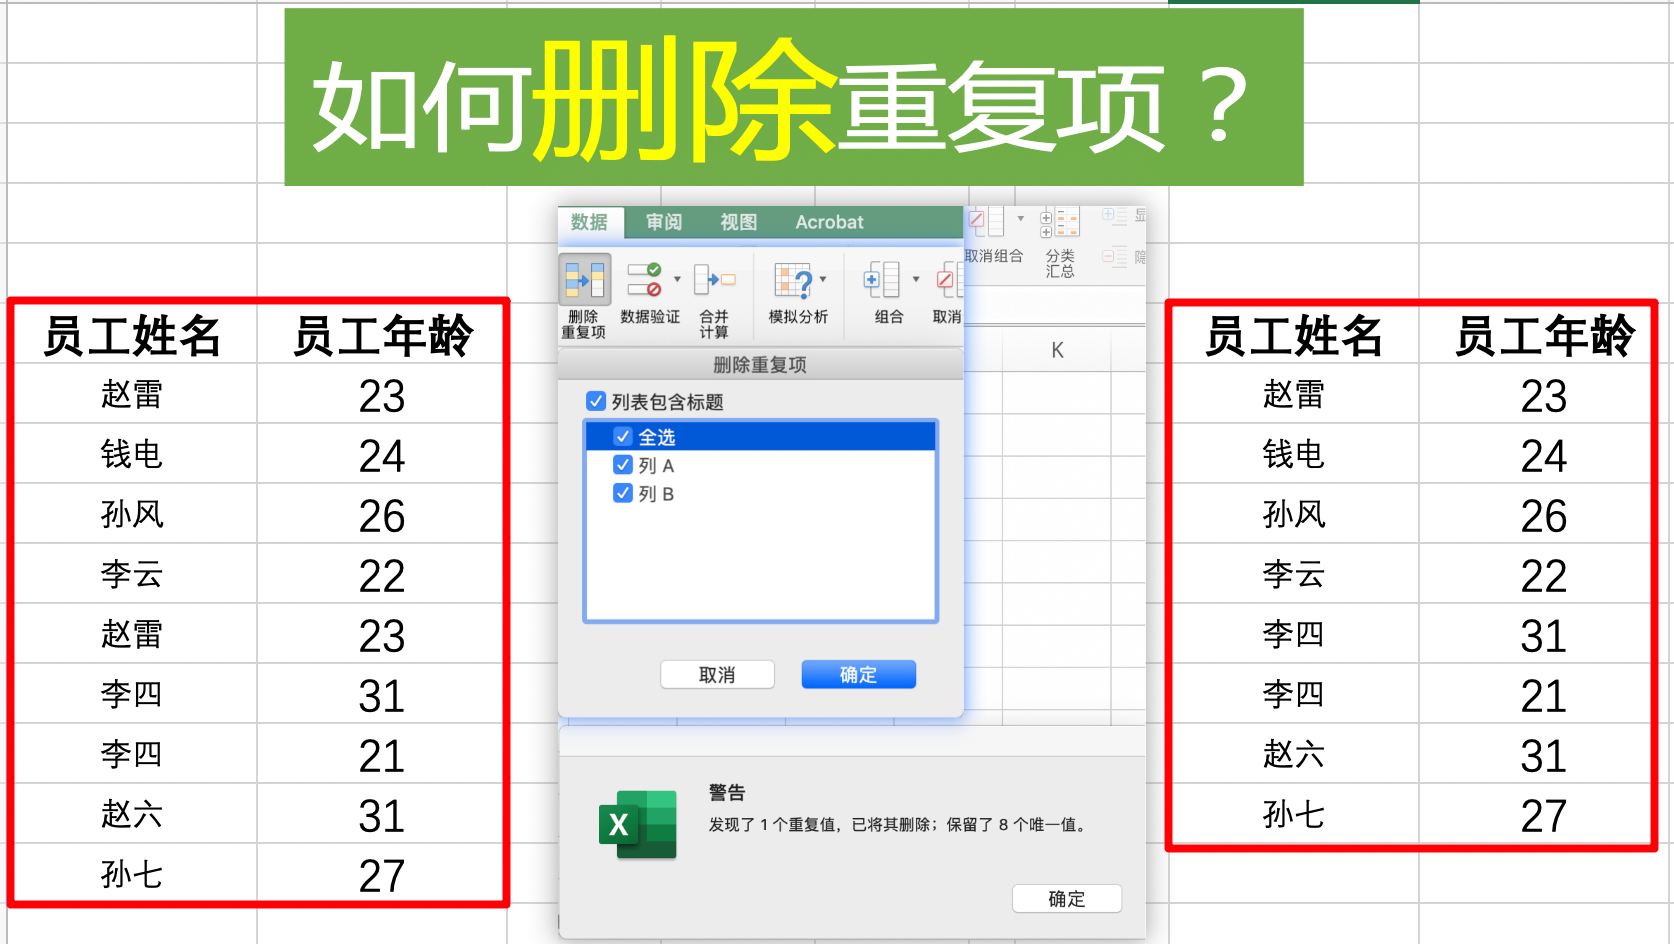 如何删除重复项？
数据 审阅 视图 Acrobat
删除重复项 数据验证 合并计算 模拟分析 组合 取消
取消组合 分类汇总 显
隐
K
删除重复项
列表包含标题
全选
列 A
列 B
取消 确定
警告
发现了 1 个重复值，已将其删除；保留了 8 个唯一值。
确定
员工姓名 员工年龄
赵雷 23
钱电 24
孙风 26
李云 22
赵雷 23
李四 31
李四 21
赵六 31
孙七 27
员工姓名 员工年龄
赵雷 23
钱电 24
孙风 26
李云 22
李四 31
李四 21
赵六 31
孙七 27